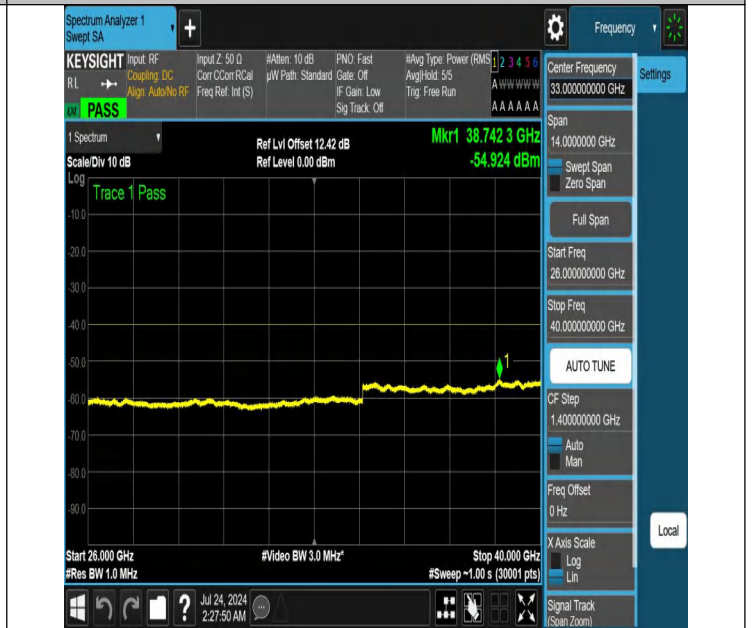 Spectrum Analyzer 1
Swept SA
+
Frequency
KEYSIGHT
RL
PASS
Input: RF
Coupling: DC
Align: Auto/No RF
Input Z: 50 Ω
Corr CCorr RCal
Freq Ref: Int (S)
#Atten: 10 dB
µW Path: Standard
PNO: Fast
Gate: Off
IF Gain: Low
Sig Track: Off
#Avg Type: Power (RMS
Avg|Hold: 5/5
Trig: Free Run
1 2 3 4 5 6
A W W W W W
A A A A A A
1 Spectrum
Scale/Div 10 dB
Ref Lvl Offset 12.42 dB
Ref Level 0.00 dBm
Mkr1 38.742 3 GHz
-54.924 dBm
Log
Trace 1 Pass
-10.0
-20.0
-30.0
-40.0
-50.0
1
-60.0
-70.0
-80.0
-90.0
Start 26.000 GHz
#Res BW 1.0 MHz
#Video BW 3.0 MHz*
Stop 40.000 GHz
#Sweep ~1.00 s (30001 pts)
Center Frequency
33.000000000 GHz
Settings
Span
14.0000000 GHz
Swept Span
Zero Span
Full Span
Start Freq
26.000000000 GHz
Stop Freq
40.000000000 GHz
AUTO TUNE
CF Step
1.400000000 GHz
Auto
Man
Freq Offset
0 Hz
X Axis Scale
Log
Lin
Local
Signal Track
(Span Zoom)
?
Jul 24, 2024
2:27:50 AM